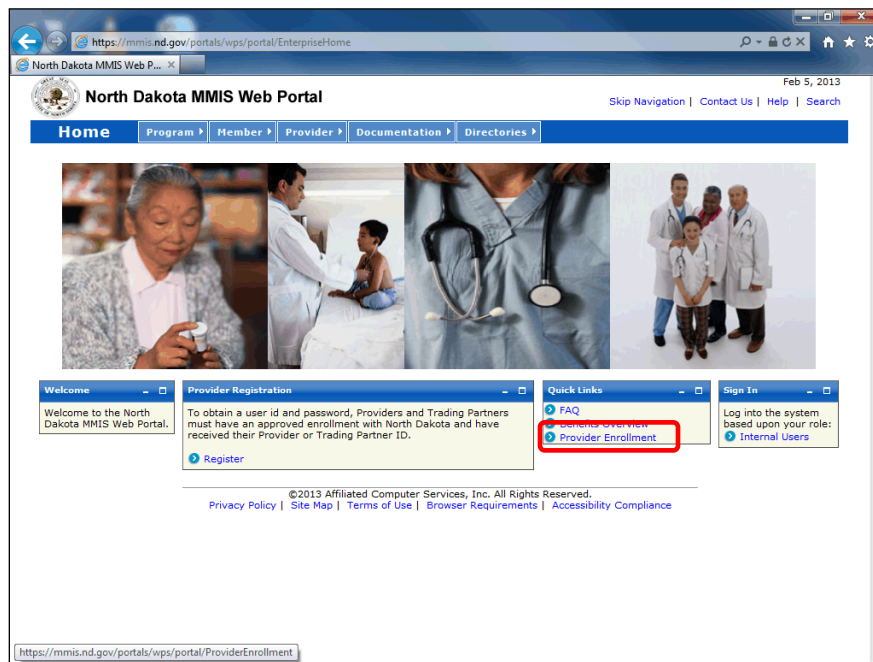 https://mmis.nd.gov/portals/wps/portal/EnterpriseHome
North Dakota MMIS Web P...
Feb 5, 2013
North Dakota MMIS Web Portal
Skip Navigation | Contact Us | Help | Search
Home Program Member Provider Documentation Directories
Welcome
Welcome to the North
Dakota MMIS Web Portal.
Provider Registration
To obtain a user id and password, Providers and Trading Partners
must have an approved enrollment with North Dakota and have
received their Provider or Trading Partner ID.
Register
Quick Links
FAQ
Benefits Overview
Provider Enrollment
Sign In
Log into the system
based upon your role:
Internal Users
©2013 Affiliated Computer Services, Inc. All Rights Reserved.
Privacy Policy | Site Map | Terms of Use | Browser Requirements | Accessibility Compliance
https://mmis.nd.gov/portals/wps/portal/ProviderEnrollment